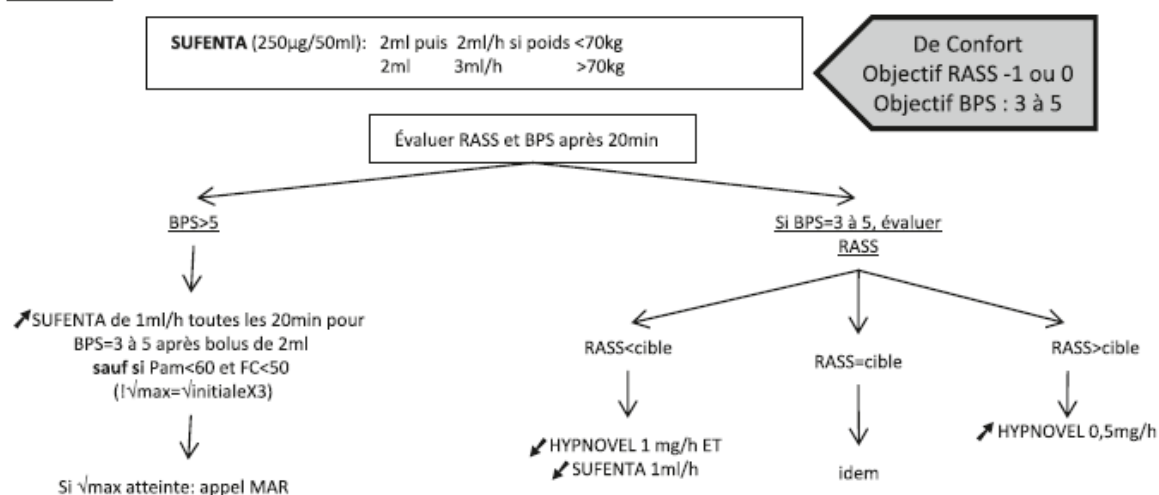 SUFENTA (250µg/50ml): 2ml puis 2ml/h si poids <70kg
2ml 3ml/h >70kg
De Confort
Objectif RASS -1 ou 0
Objectif BPS : 3 à 5
Évaluer RASS et BPS après 20min
BPS>5
Si BPS=3 à 5, évaluer
RASS
↗SUFENTA de 1ml/h toutes les 20min pour
BPS=3 à 5 après bolus de 2ml
sauf si Pam<60 et FC<50
(!√max=√initialeX3)
Si √max atteinte: appel MAR
RASS<cible
RASS=cible
RASS>cible
↙HYPNOVEL 1 mg/h ET
↙SUFENTA 1ml/h
idem
↗HYPNOVEL 0,5mg/h